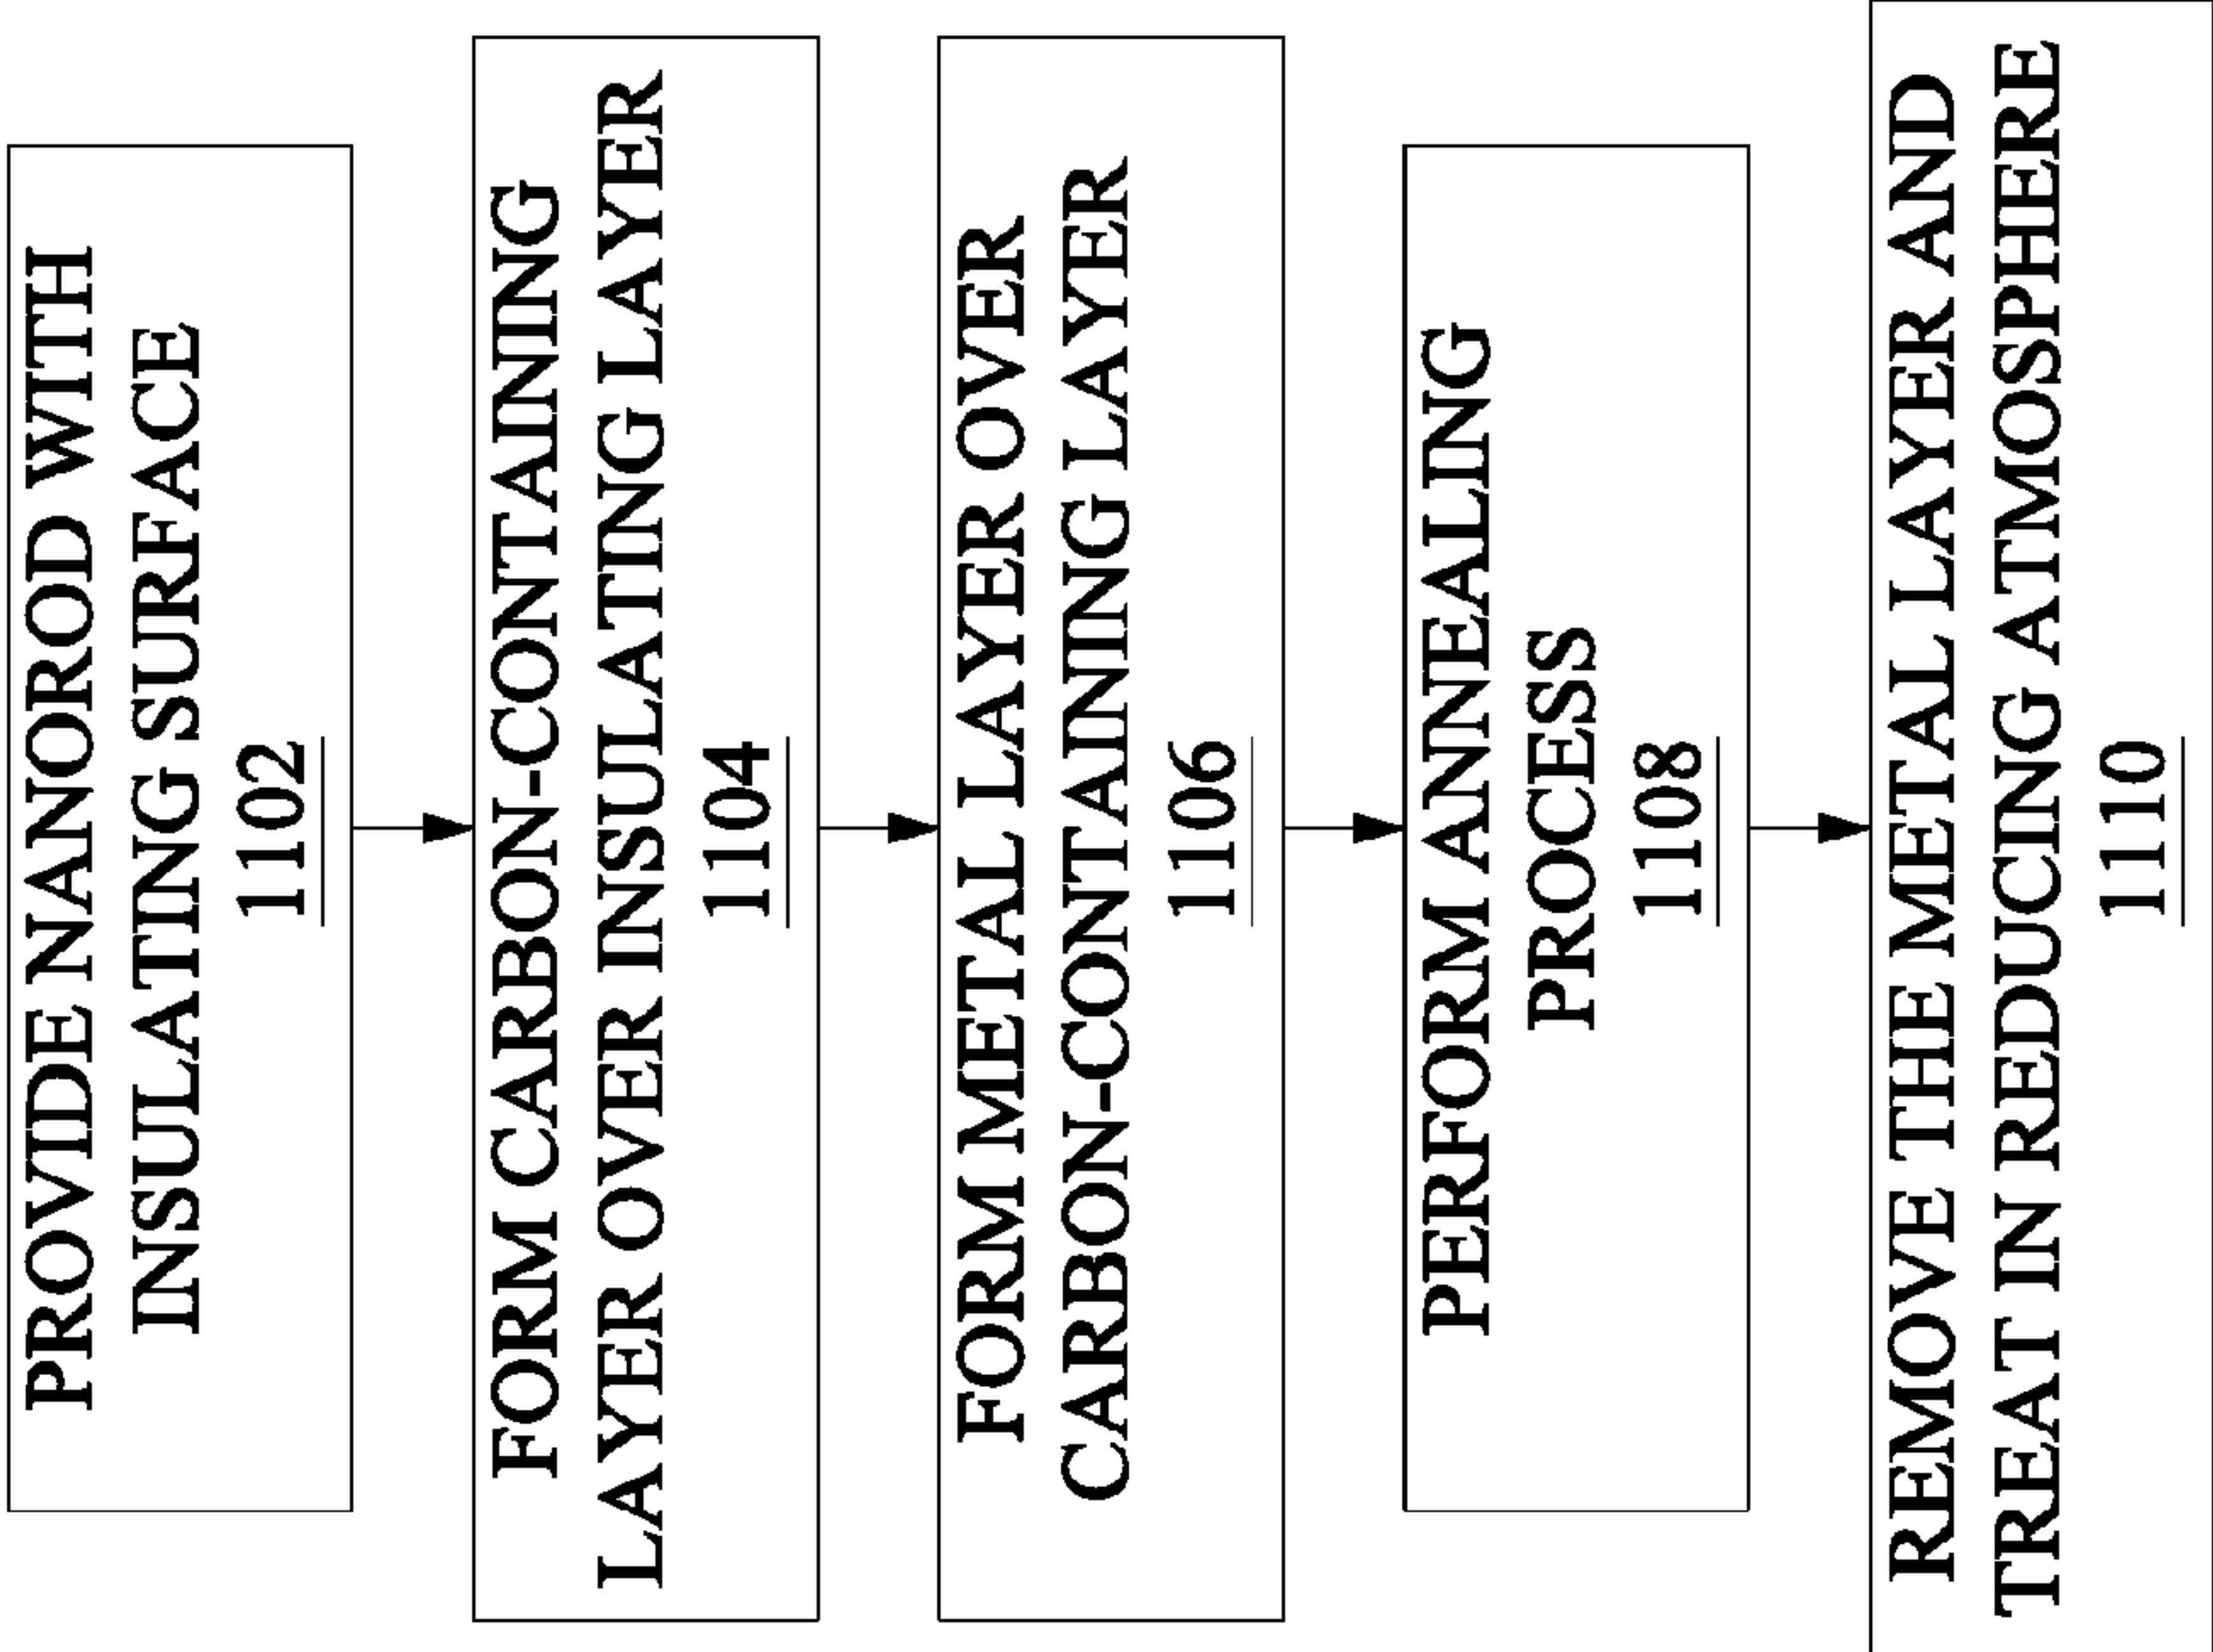 PROVIDE NANOROD WITH
INSULATING SURFACE
1102
FORM CARBON-CONTAINING
LAYER OVER INSULATING LAYER
1104
FORM METAL LAYER OVER
CARBON-CONTAINING LAYER
1106
PERFORM ANNEALING
PROCESS
1108
REMOVE THE METAL LAYER AND
TREAT IN REDUCING ATMOSPHERE
1110